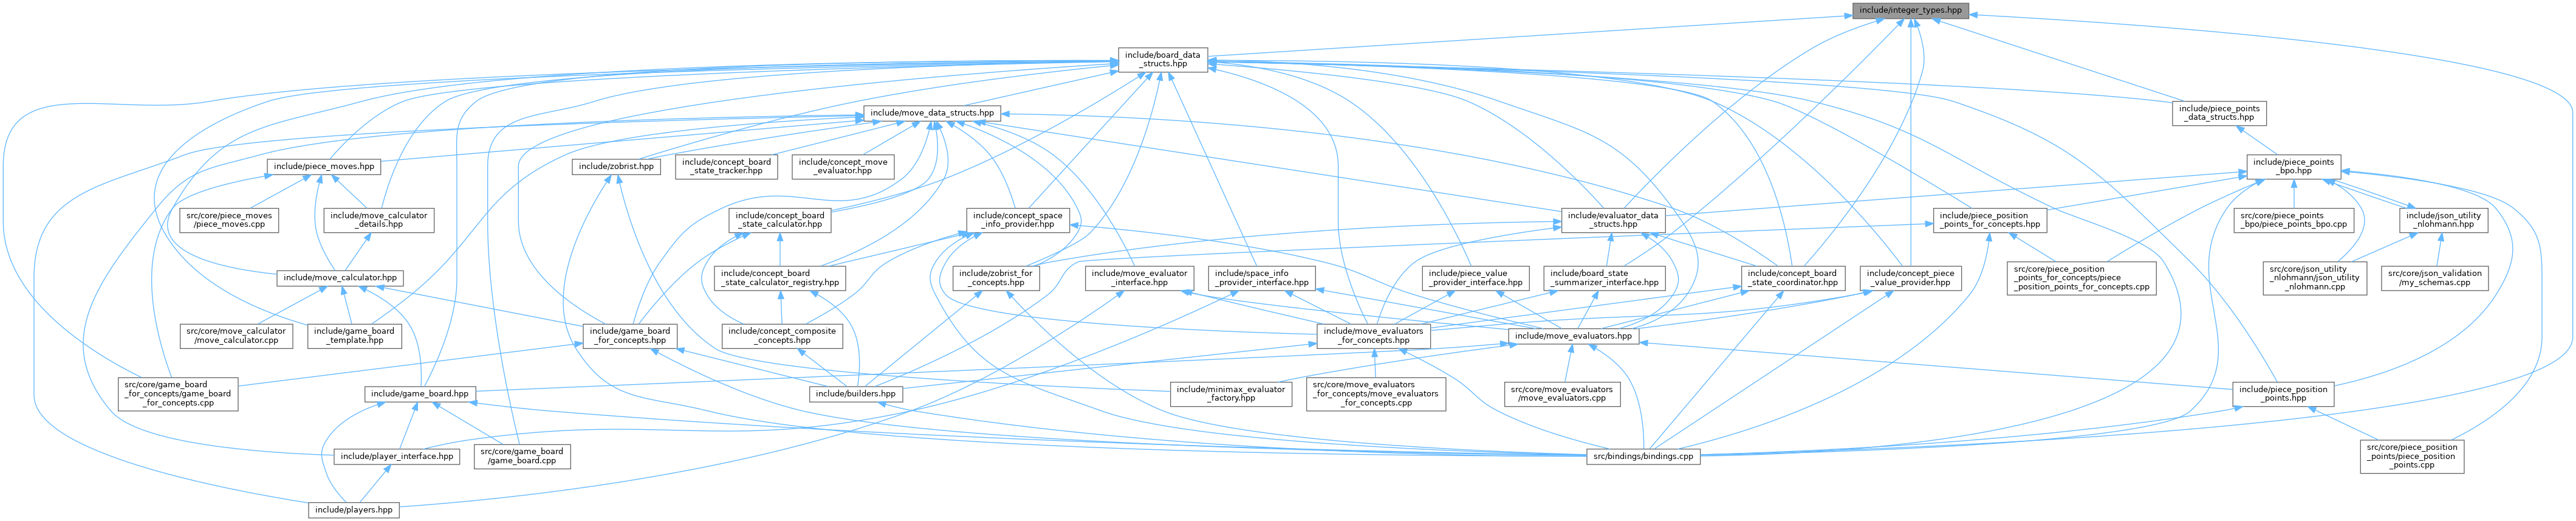 include/integer_types.hpp
include/board_data
_structs.hpp
include/move_data_structs.hpp
include/piece_points
_data_structs.hpp
include/piece_moves.hpp
include/zobrist.hpp
include/concept_board
_state_tracker.hpp
include/concept_move
_evaluator.hpp
include/piece_points
_bpo.hpp
src/core/piece_moves
/piece_moves.cpp
include/move_calculator
_details.hpp
include/concept_board
_state_calculator.hpp
include/concept_space
_info_provider.hpp
include/evaluator_data
_structs.hpp
include/piece_position
_points_for_concepts.hpp
src/core/piece_points
_bpo/piece_points_bpo.cpp
include/json_utility
_nlohmann.hpp
include/move_calculator.hpp
include/concept_board
_state_calculator_registry.hpp
include/zobrist_for
_concepts.hpp
include/move_evaluator
_interface.hpp
include/space_info
_provider_interface.hpp
include/piece_value
_provider_interface.hpp
include/board_state
_summarizer_interface.hpp
include/concept_board
_state_coordinator.hpp
include/concept_piece
_value_provider.hpp
src/core/piece_position
_points_for_concepts/piece
_position_points_for_concepts.cpp
src/core/json_utility
_nlohmann/json_utility
_nlohmann.cpp
src/core/json_validation
/my_schemas.cpp
src/core/move_calculator
/move_calculator.cpp
include/game_board
_template.hpp
include/game_board
_for_concepts.hpp
include/concept_composite
_concepts.hpp
include/move_evaluators
_for_concepts.hpp
include/move_evaluators.hpp
src/core/game_board
_for_concepts/game_board
_for_concepts.cpp
include/game_board.hpp
include/builders.hpp
include/minimax_evaluator
_factory.hpp
src/core/move_evaluators
_for_concepts/move_evaluators
_for_concepts.cpp
src/core/move_evaluators
/move_evaluators.cpp
include/piece_position
_points.hpp
include/player_interface.hpp
src/core/game_board
/game_board.cpp
src/bindings/bindings.cpp
src/core/piece_position
_points/piece_position
_points.cpp
include/players.hpp